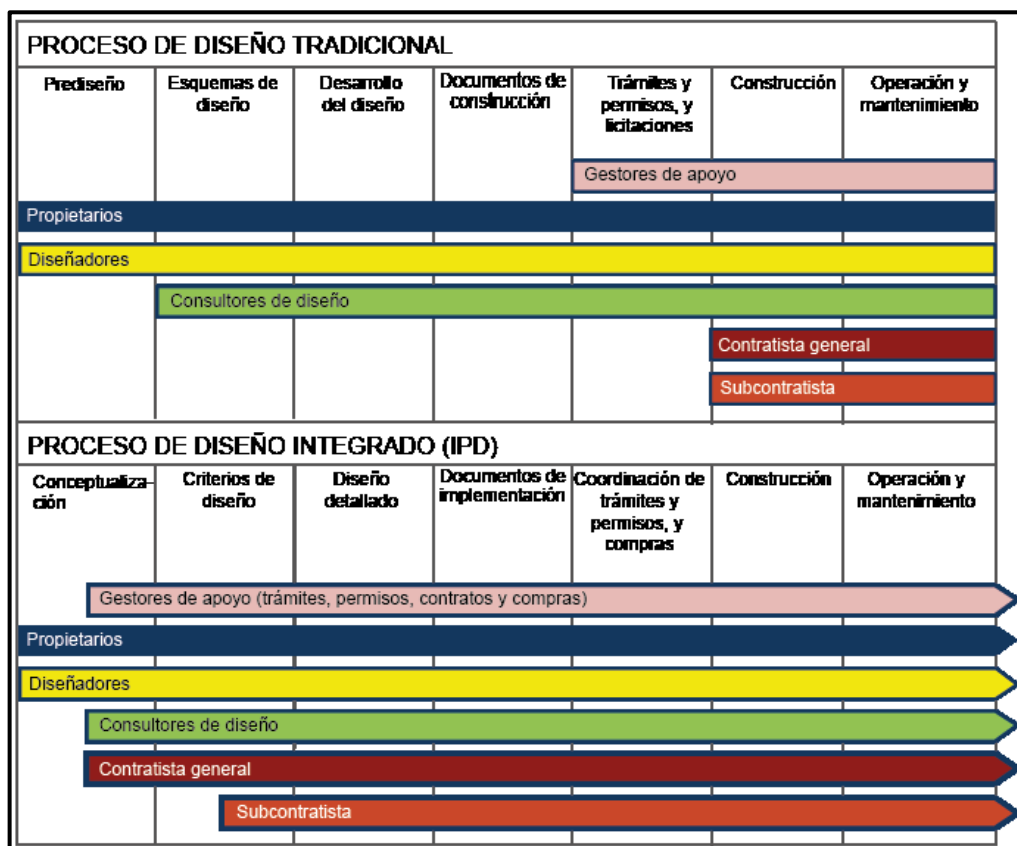 PROCESO DE DISEÑO TRADICIONAL
Prediseño
Esquemas de
diseño
Desarrollo
del diseño
Documentos de
construcción
Trámites y
permisos, y
licitaciones
Construcción
Operación y
mantenimiento
Gestores de apoyo
Propietarios
Diseñadores
Consultores de diseño
Contratista general
Subcontratista
PROCESO DE DISEÑO INTEGRADO (IPD)
Conceptualiza-
ción
Criterios de
diseño
Diseño
detallado
Documentos de
implementación
Coordinación de
trámites y
permisos, y
compras
Construcción
Operación y
mantenimiento
Gestores de apoyo (trámites, permisos, contratos y compras)
Propietarios
Diseñadores
Consultores de diseño
Contratista general
Subcontratista